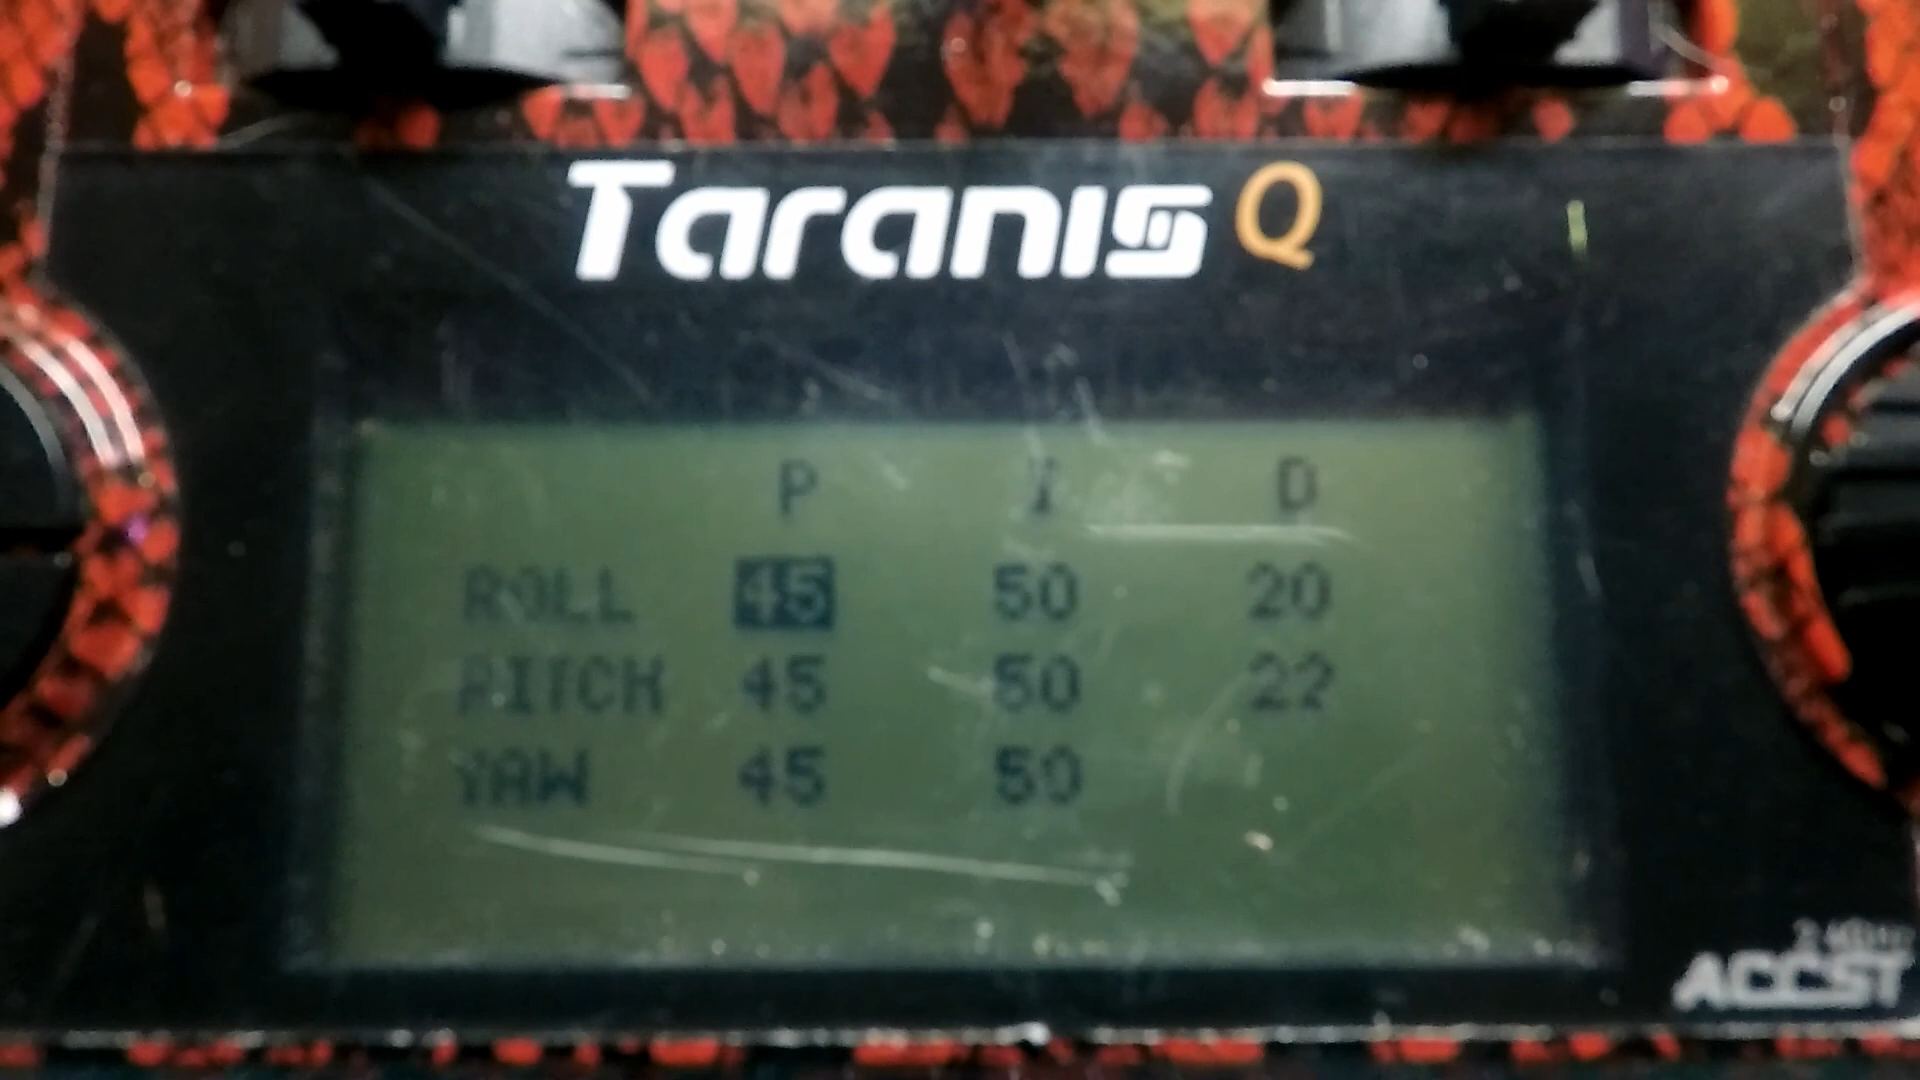 Taranis Q
P I D
ROLL 45 50 20
PITCH 45 50 22
YAW 45 50
ACCST